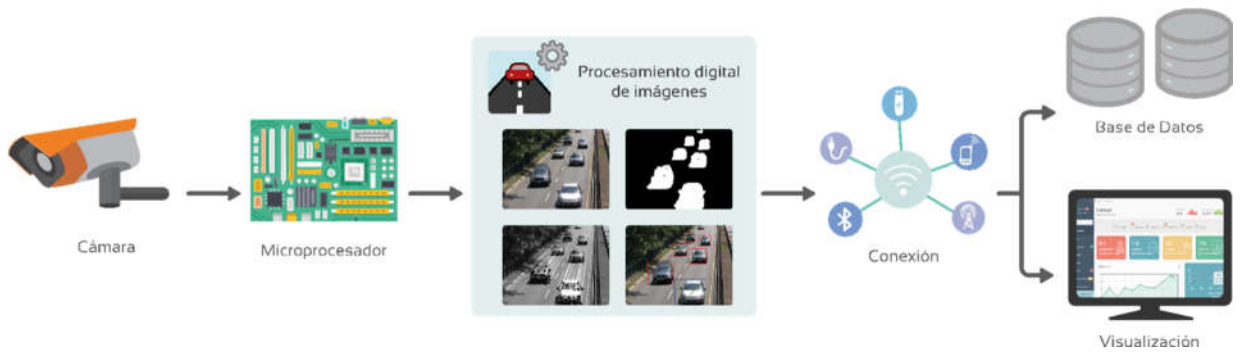 Cámara
Microprocesador
Procesamiento digital
de imágenes
Conexión
Base de Datos
Visualización